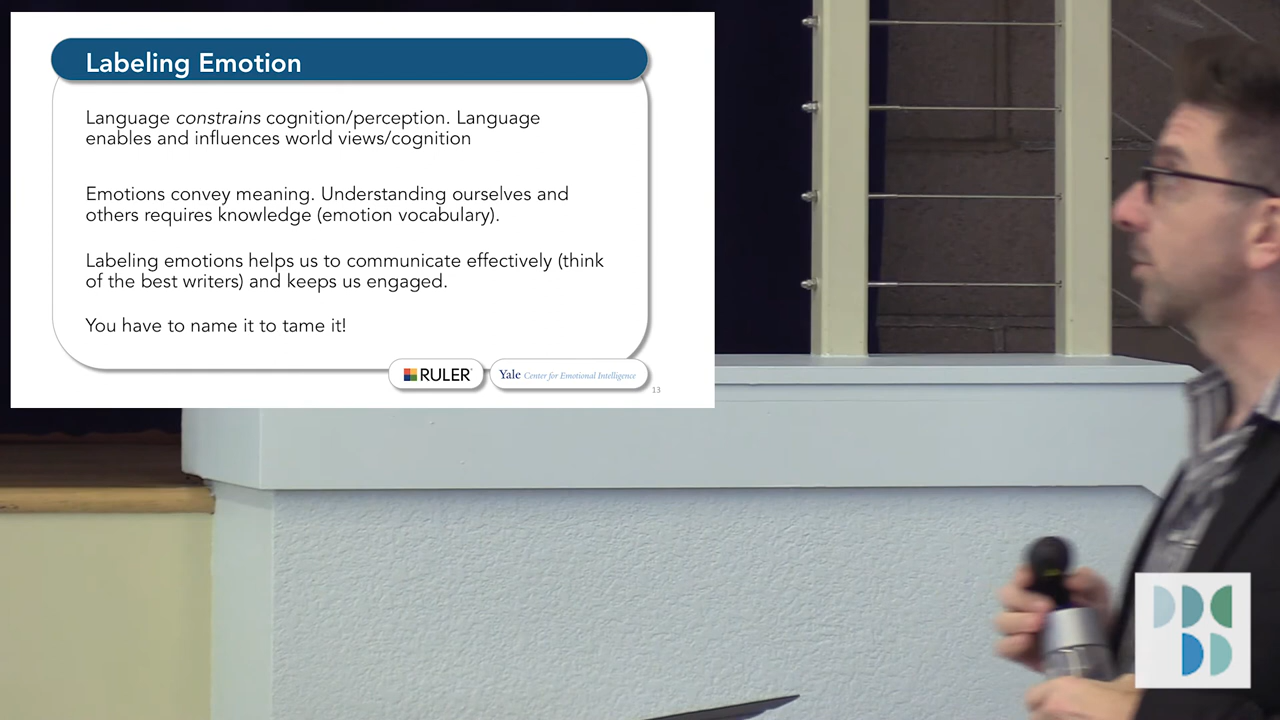 Labeling Emotion
Language constrains cognition/perception. Language
enables and influences world views/cognition
Emotions convey meaning. Understanding ourselves and
others requires knowledge (emotion vocabulary).
Labeling emotions helps us to communicate effectively (think
of the best writers) and keeps us engaged.
You have to name it to tame it!
RULER
Yale Center for Emotional Intelligence
13